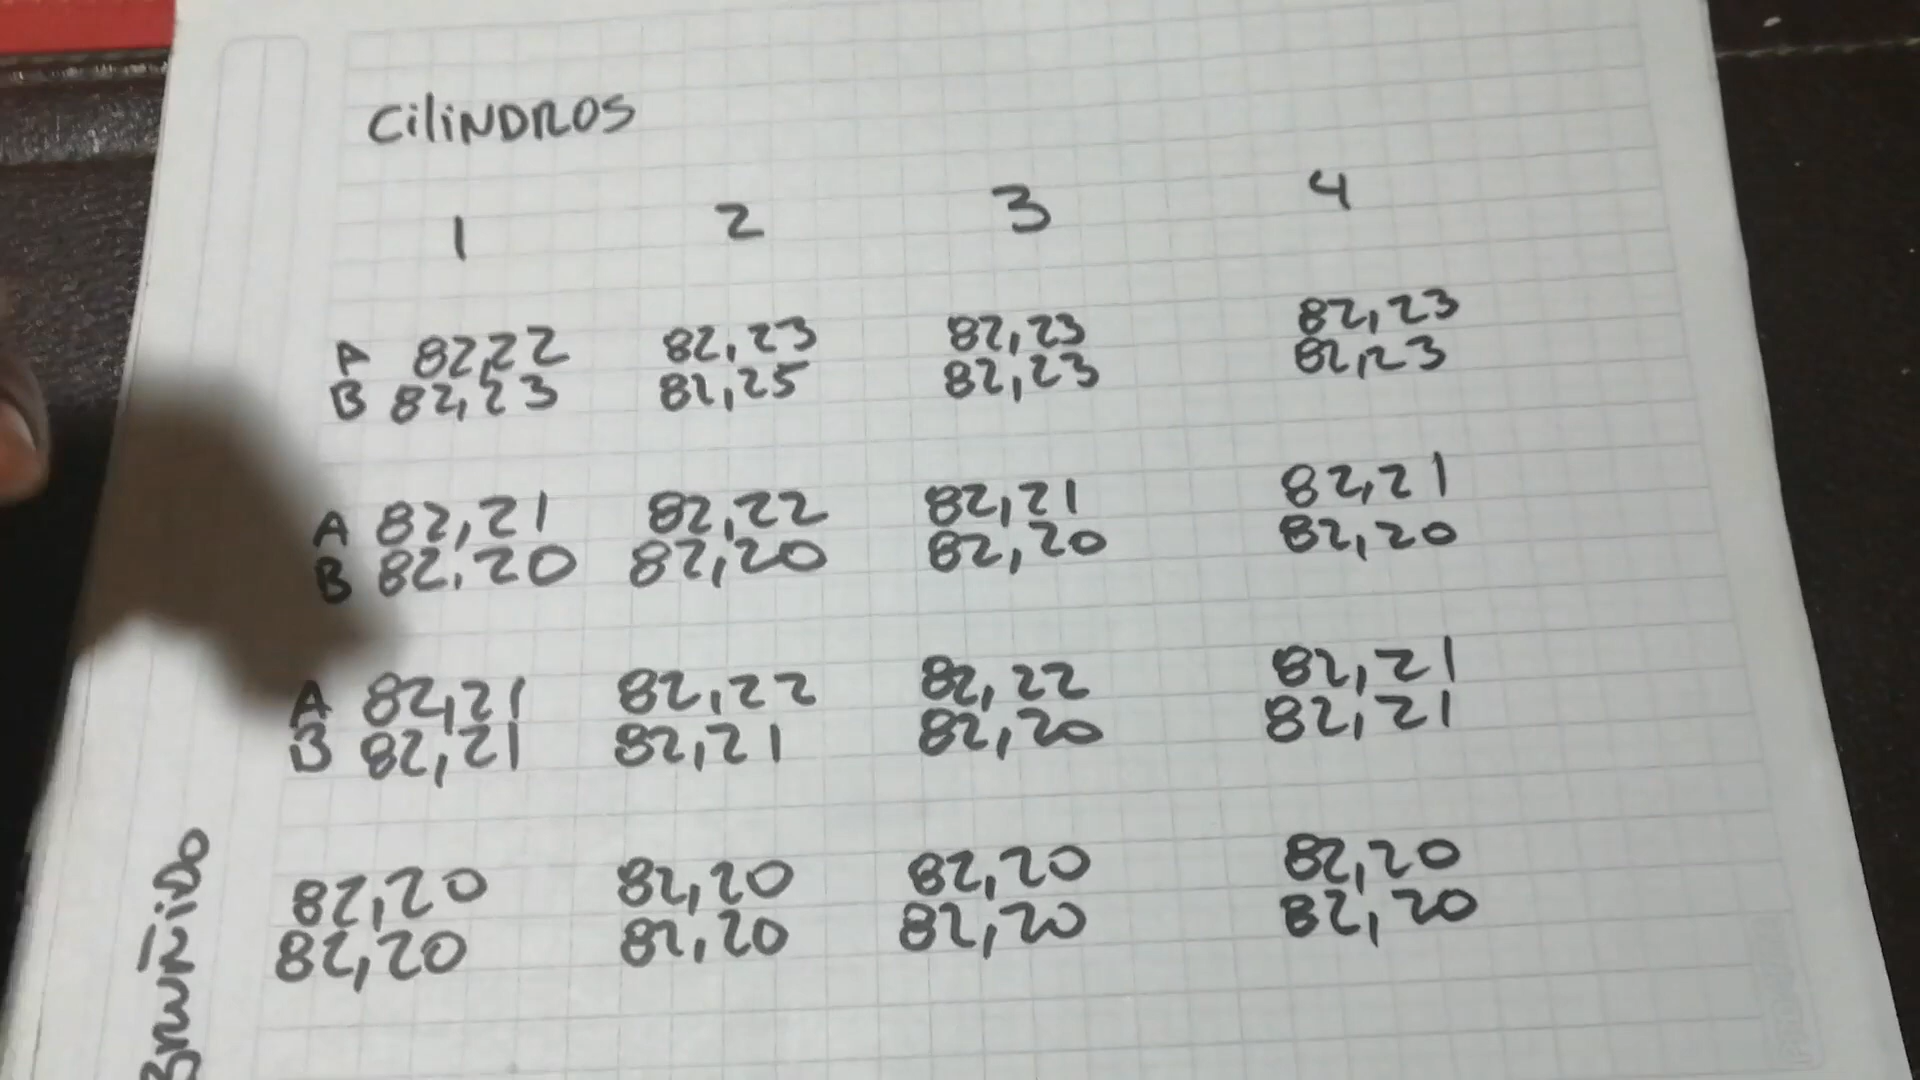 CiliNDROS
1 2 3 4
A 82,22 82,23 82,23 82,23
B 82,23 82,25 82,23 82,23
A 82,21 82,22 82,21 82,21
B 82,20 82,20 82,20 82,20
A 82,21 82,22 82,22 82,21
B 82,21 82,21 82,20 82,21
82,20 82,20 82,20 82,20
82,20 82,20 82,20 82,20
BRUÑiDO